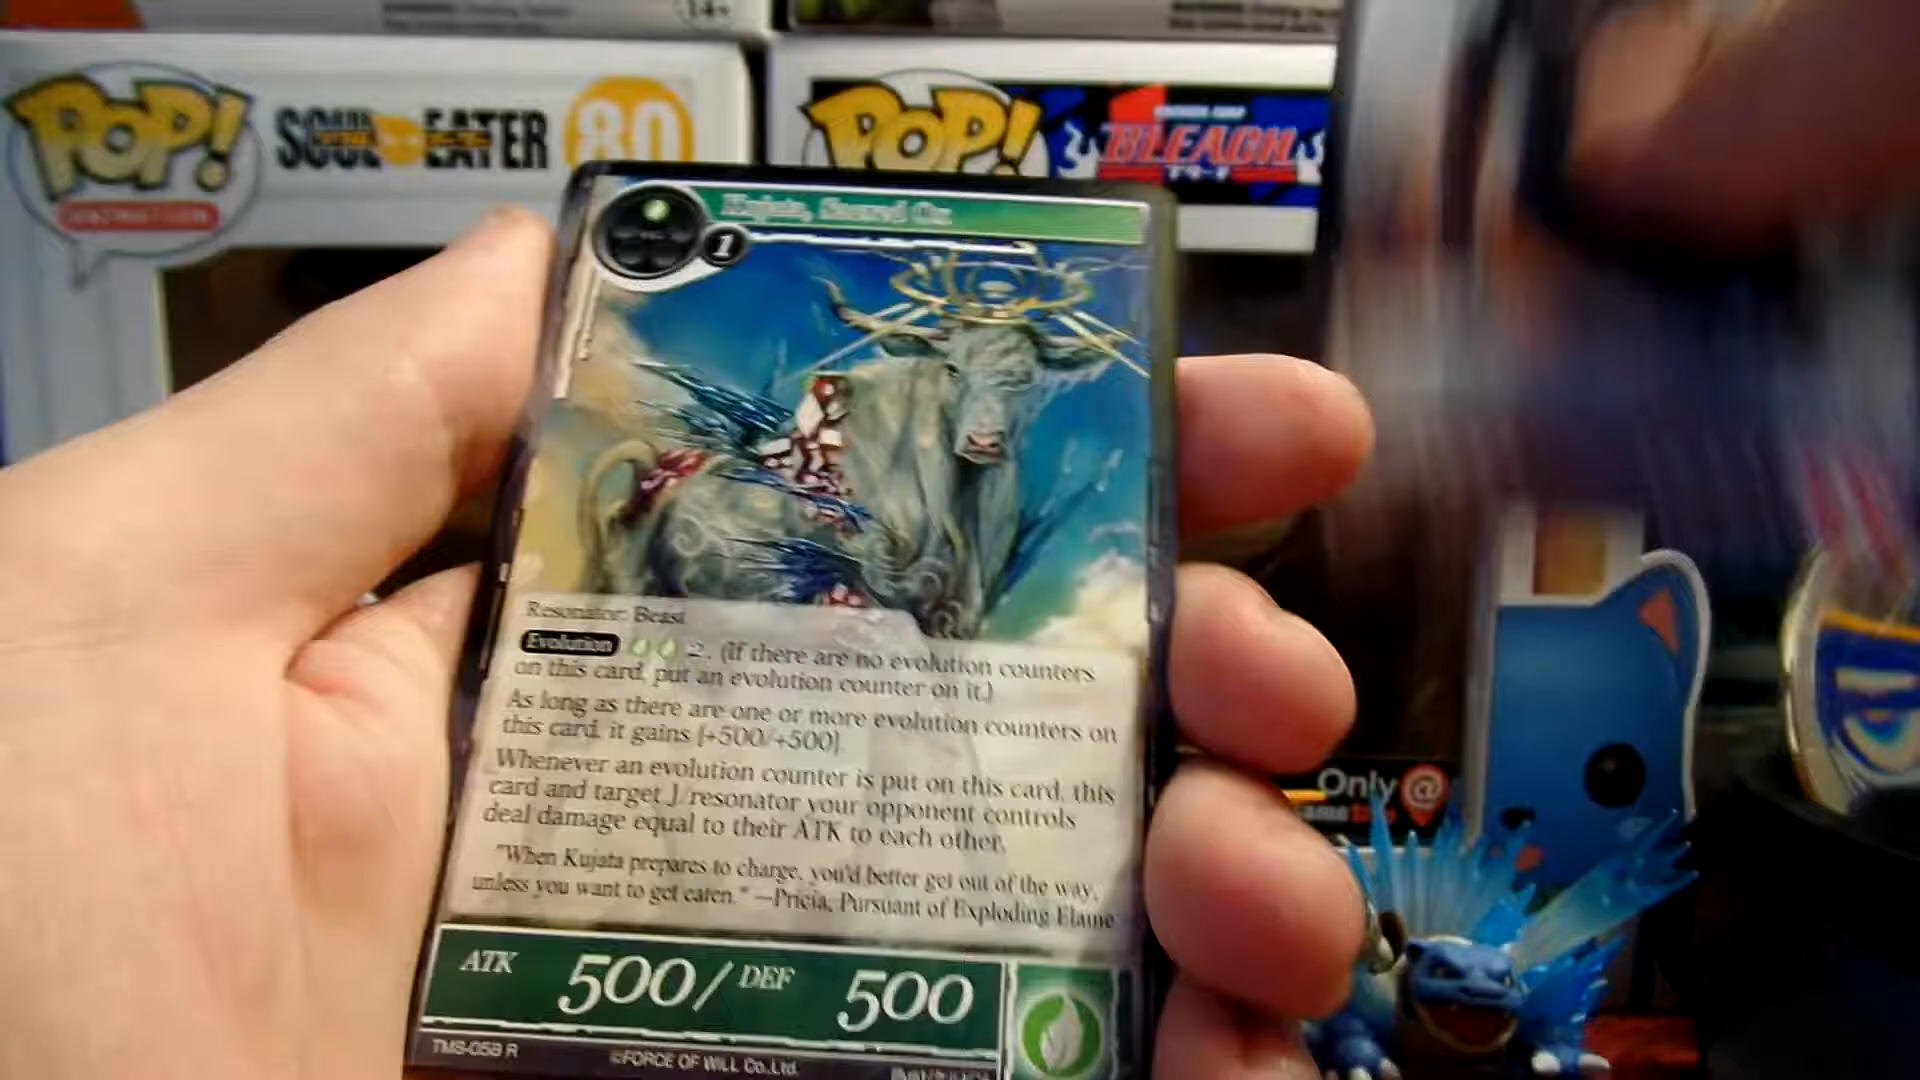 14+
POP!
ANIMATION
SOUL EATER
80
POP!
BLEACH
Kujata, Sacred Ox
1
Resonator: Beast
Evolution 2. (If there are no evolution counters
on this card, put an evolution counter on it.)
As long as there are one or more evolution counters on
this card, it gains [+500/+500]
Whenever an evolution counter is put on this card, this
card and target J/resonator your opponent controls
deal damage equal to their ATK to each other.
"When Kujata prepares to charge, you'd better get out of the way,
unless you want to get eaten." —Pricia, Pursuant of Exploding Flame
ATK 500 / DEF 500
TMS-058 R
©FORCE OF WILL Co.,Ltd.
Only @